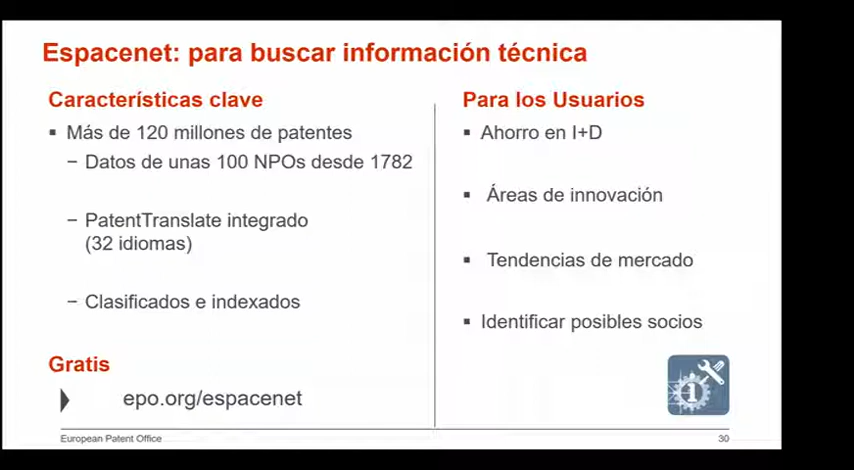 Espacenet: para buscar información técnica
Características clave
▪ Más de 120 millones de patentes
− Datos de unas 100 NPOs desde 1782
− PatentTranslate integrado
(32 idiomas)
− Clasificados e indexados
Gratis
epo.org/espacenet
Para los Usuarios
▪ Ahorro en I+D
▪ Áreas de innovación
▪ Tendencias de mercado
▪ Identificar posibles socios
1
European Patent Office
30